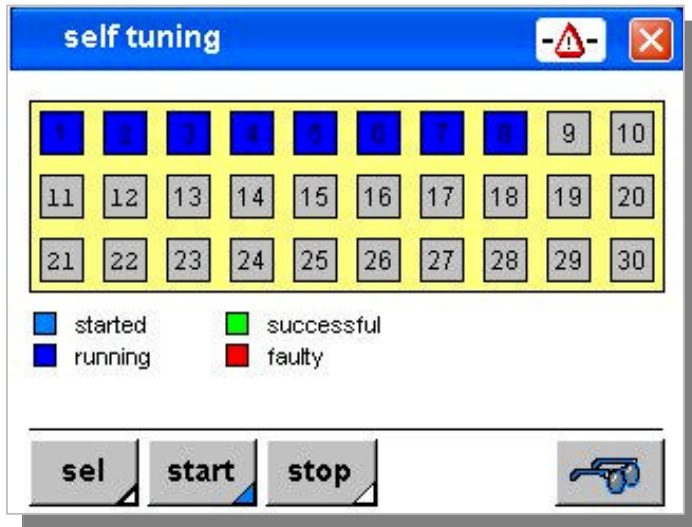 self tuning
1 2 3 4 5 6 7 8 9 10
11 12 13 14 15 16 17 18 19 20
21 22 23 24 25 26 27 28 29 30
started successful
running faulty
sel start stop